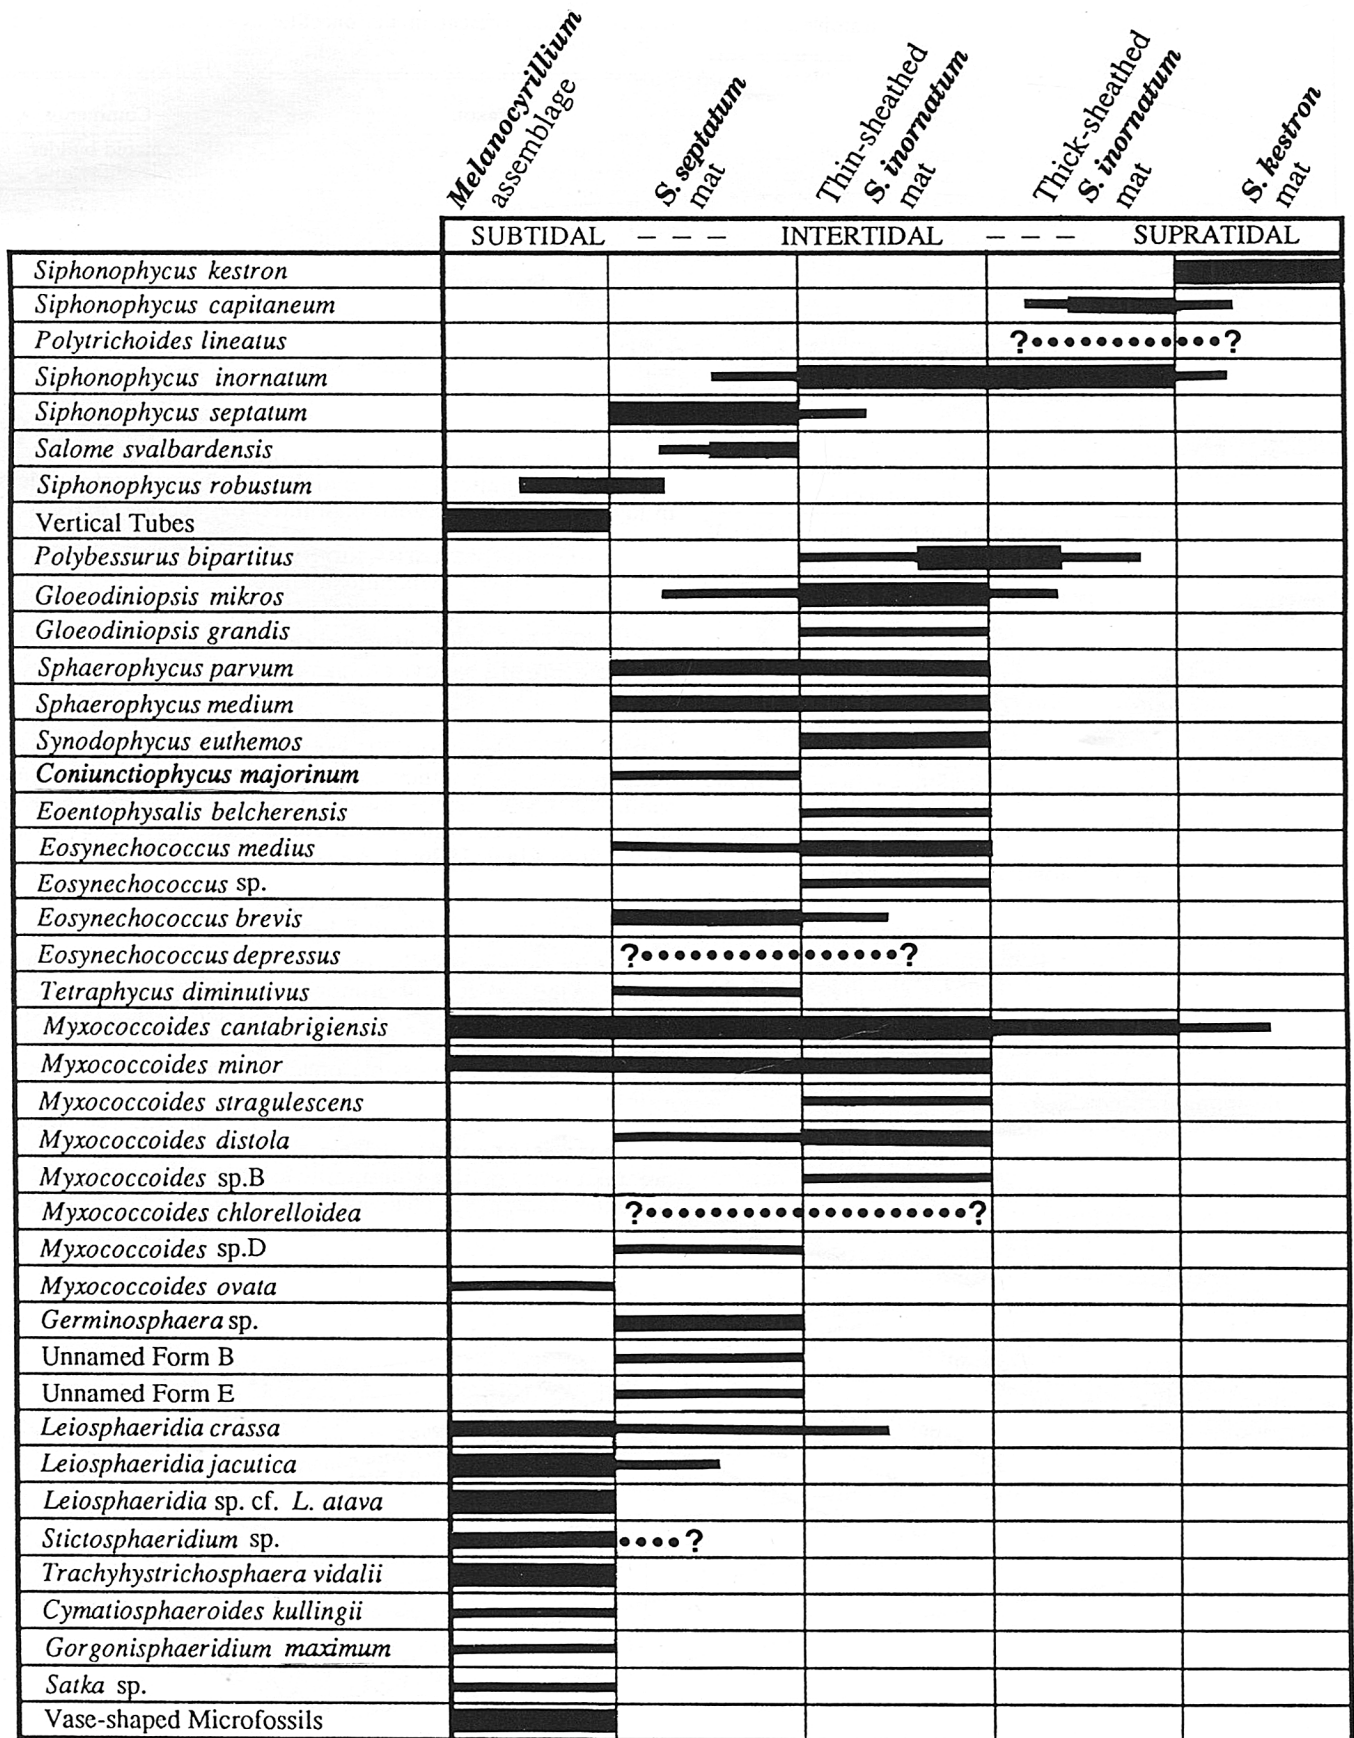 Melanocyrillium
assemblage
S. septatum
mat
Thin-sheathed
S. inornatum
mat
Thick-sheathed
S. inornatum
mat
S. kestron
mat
SUBTIDAL – – – INTERTIDAL – – – SUPRATIDAL
Siphonophycus kestron
Siphonophycus capitaneum
Polytrichoides lineatus ? ?
Siphonophycus inornatum
Siphonophycus septatum
Salome svalbardensis
Siphonophycus robustum
Vertical Tubes
Polybessurus bipartitus
Gloeodiniopsis mikros
Gloeodiniopsis grandis
Sphaerophycus parvum
Sphaerophycus medium
Synodophycus euthemos
Coniunctiophycus majorinum
Eoentophysalis belcherensis
Eosynechococcus medius
Eosynechococcus sp.
Eosynechococcus brevis
Eosynechococcus depressus ? ?
Tetraphycus diminutivus
Myxococcoides cantabrigiensis
Myxococcoides minor
Myxococcoides stragulescens
Myxococcoides distola
Myxococcoides sp.B
Myxococcoides chlorelloidea ? ?
Myxococcoides sp.D
Myxococcoides ovata
Germinosphaera sp.
Unnamed Form B
Unnamed Form E
Leiosphaeridia crassa
Leiosphaeridia jacutica
Leiosphaeridia sp. cf. L. atava
Stictosphaeridium sp. ?
Trachyhystrichosphaera vidalii
Cymatiosphaeroides kullingii
Gorgonisphaeridium maximum
Satka sp.
Vase-shaped Microfossils